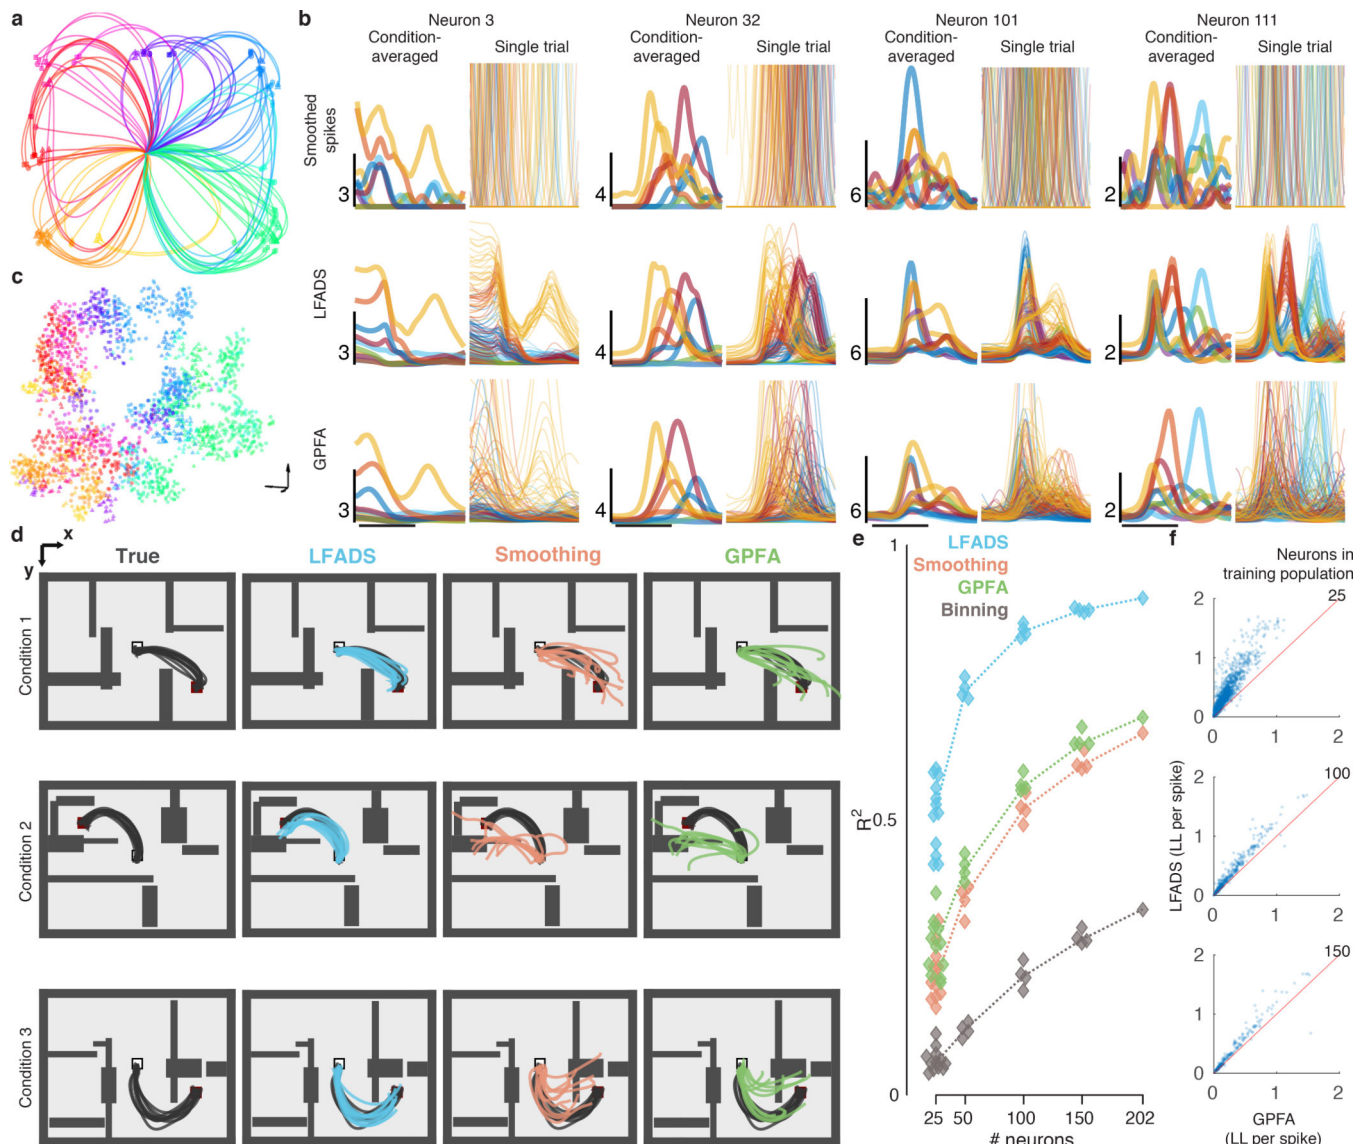 a
b
Neuron 3
Neuron 32
Neuron 101
Neuron 111
Condition-
averaged
Single trial
Condition-
averaged
Single trial
Condition-
averaged
Single trial
Condition-
averaged
Single trial
Smoothed
spikes
3
4
6
2
LFADS
3
4
6
2
GPFA
3
4
6
2
c
d
x
y
True
LFADS
Smoothing
GPFA
Condition 1
Condition 2
Condition 3
e
LFADS
Smoothing
GPFA
Binning
1
0.5
0
R²
25 50 100 150 202
# neurons
f
Neurons in
training population
25
2
1
0
0 1 2
100
2
1
0
0 1 2
150
2
1
0
0 1 2
LFADS (LL per spike)
GPFA
(LL per spike)